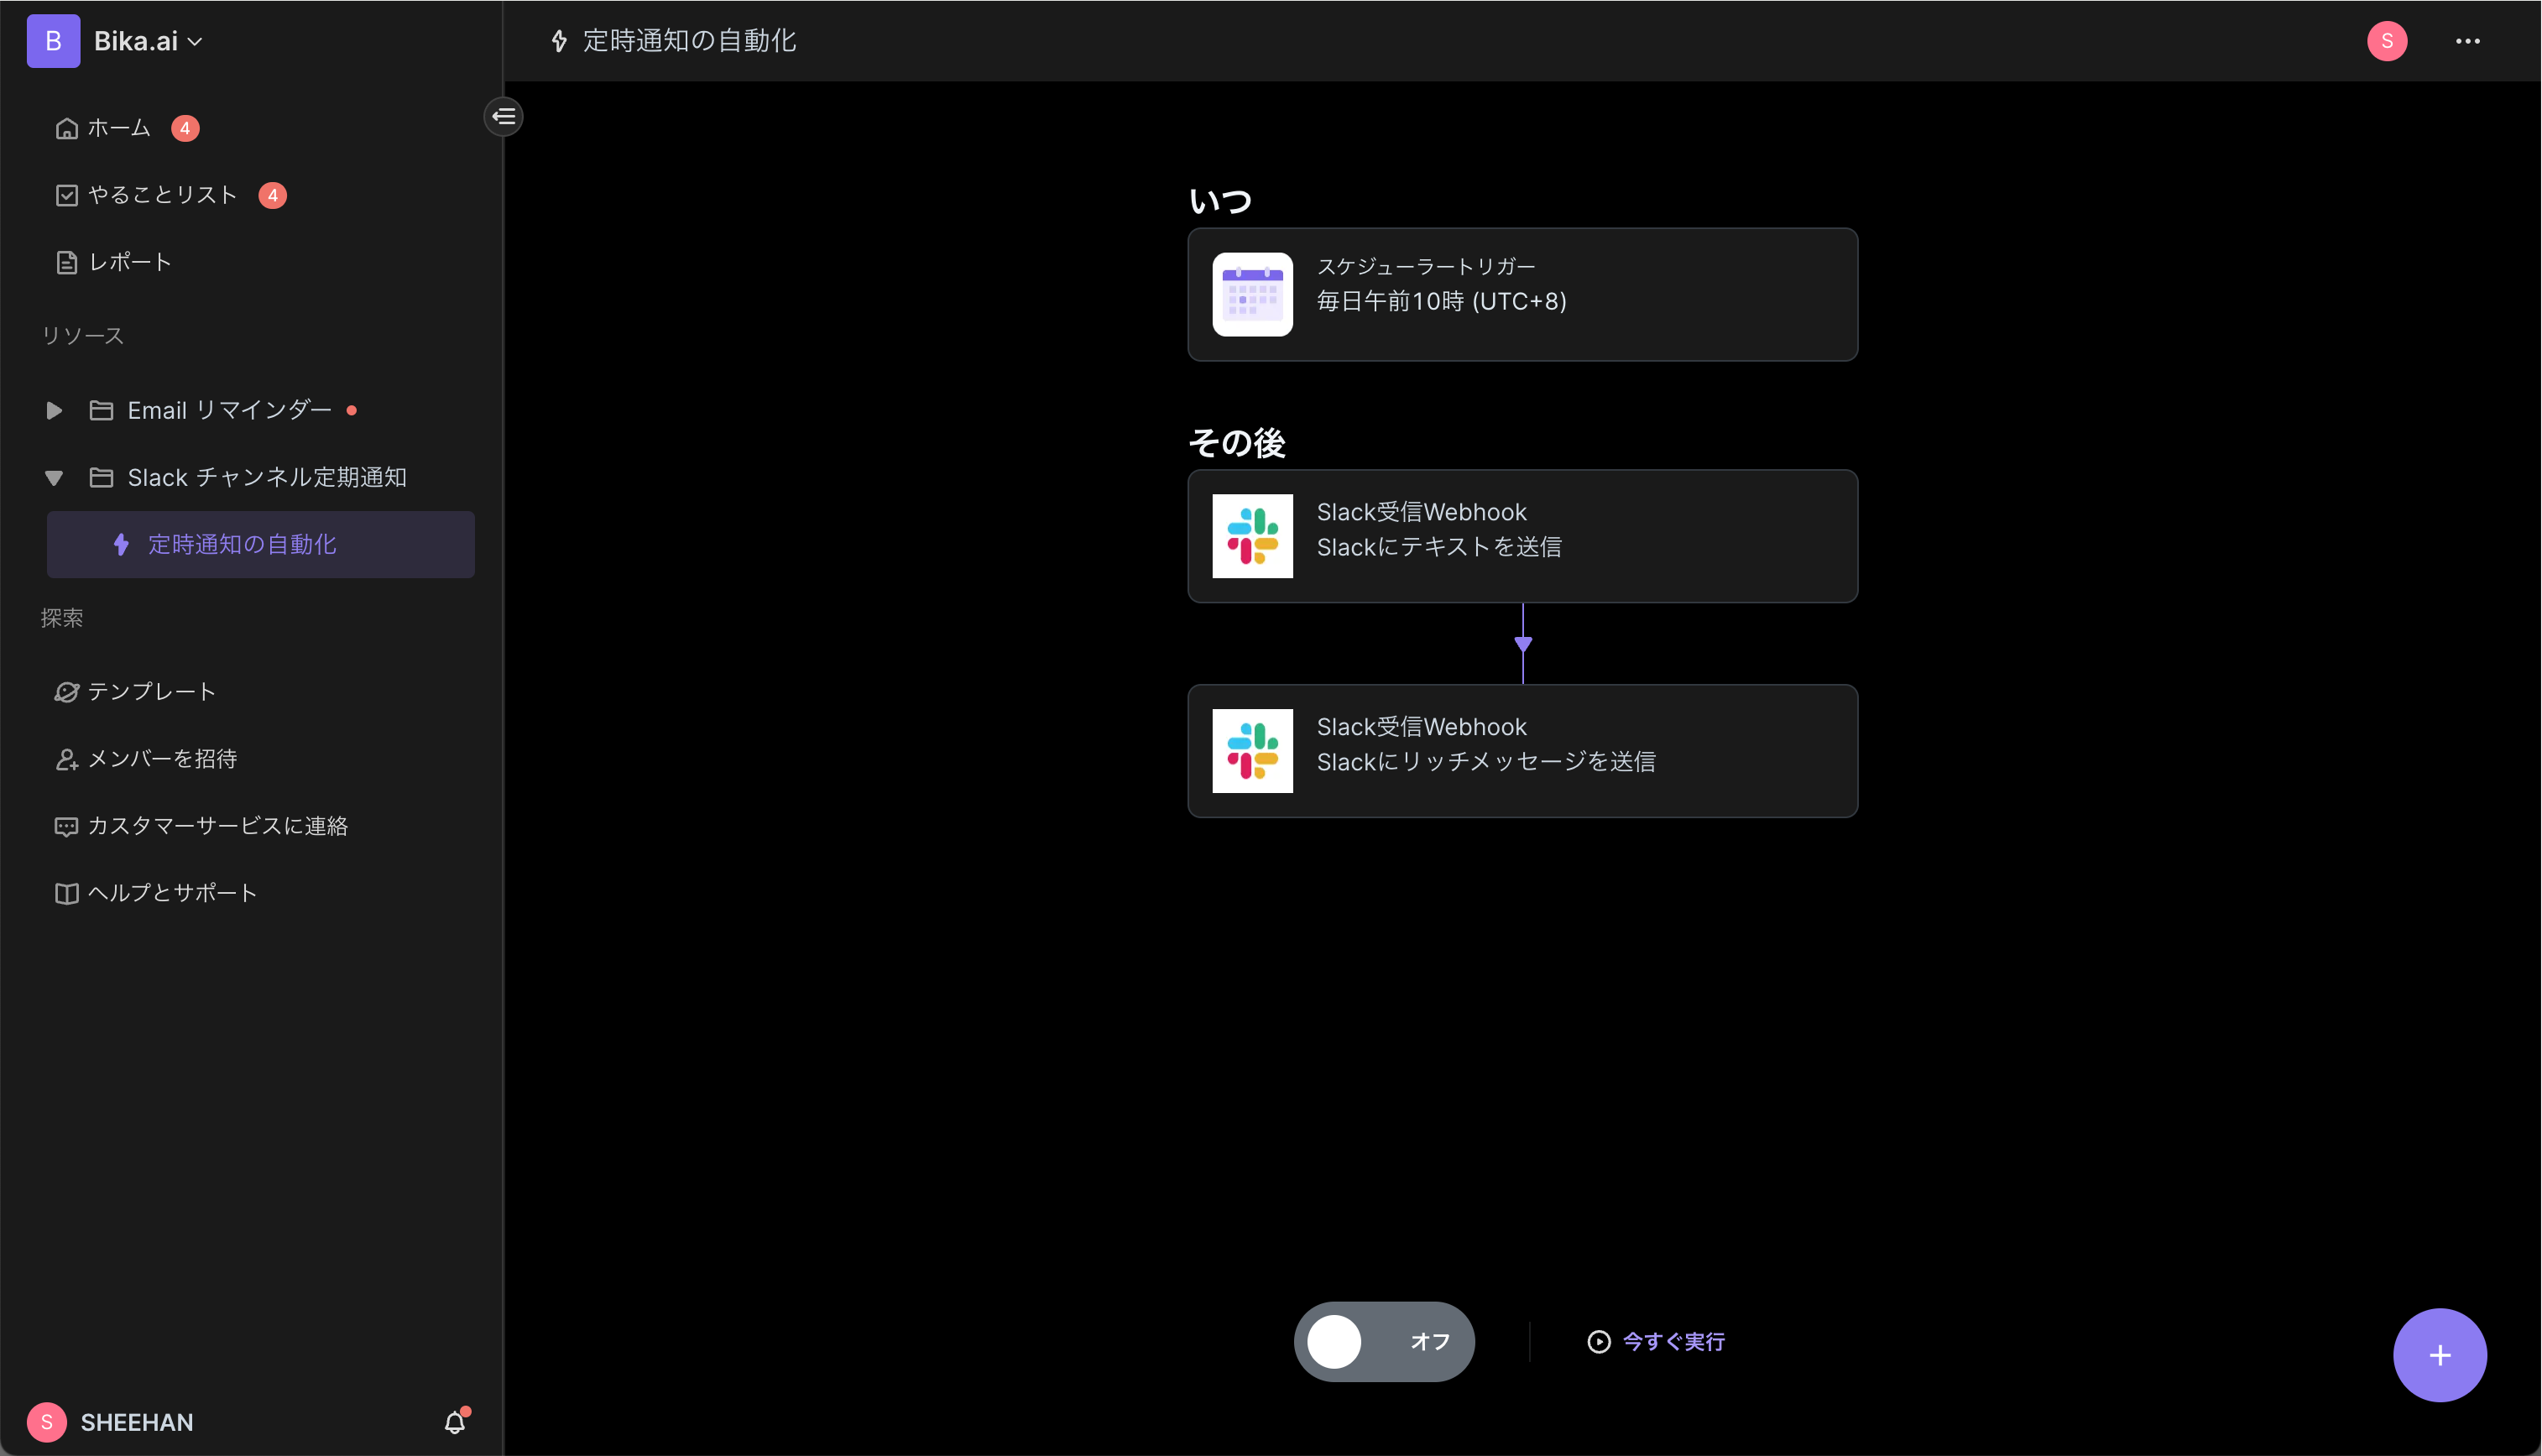 B Bika.ai
ホーム 4
やることリスト 4
レポート
リソース
Email リマインダー
Slack チャンネル定期通知
定時通知の自動化
探索
テンプレート
メンバーを招待
カスタマーサービスに連絡
ヘルプとサポート
S SHEEHAN
定時通知の自動化
S
いつ
スケジューラートリガー
毎日午前10時 (UTC+8)
その後
Slack受信Webhook
Slackにテキストを送信
Slack受信Webhook
Slackにリッチメッセージを送信
オフ
今すぐ実行